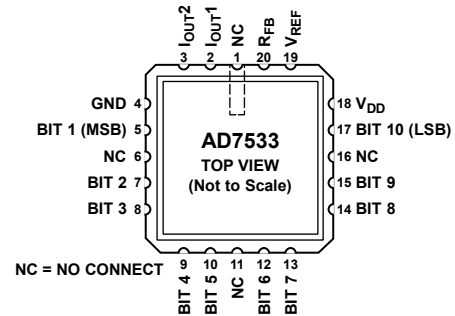 IOUT2
IOUT1
NC
RFB
VREF
3 2 1 20 19
GND 4
BIT 1 (MSB) 5
NC 6
BIT 2 7
BIT 3 8
AD7533
TOP VIEW
(Not to Scale)
18 VDD
17 BIT 10 (LSB)
16 NC
15 BIT 9
14 BIT 8
NC = NO CONNECT
9 10 11 12 13
BIT 4
BIT 5
NC
BIT 6
BIT 7